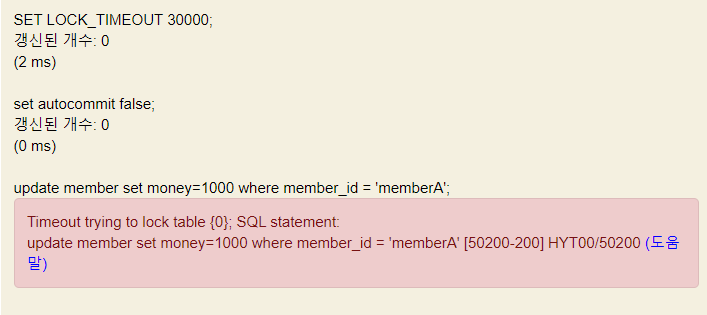 SET LOCK_TIMEOUT 30000;
갱신된 개수: 0
(2 ms)
set autocommit false;
갱신된 개수: 0
(0 ms)
update member set money=1000 where member_id = 'memberA';
Timeout trying to lock table {0}; SQL statement:
update member set money=1000 where member_id = 'memberA' [50200-200] HYT00/50200 (도움
말)